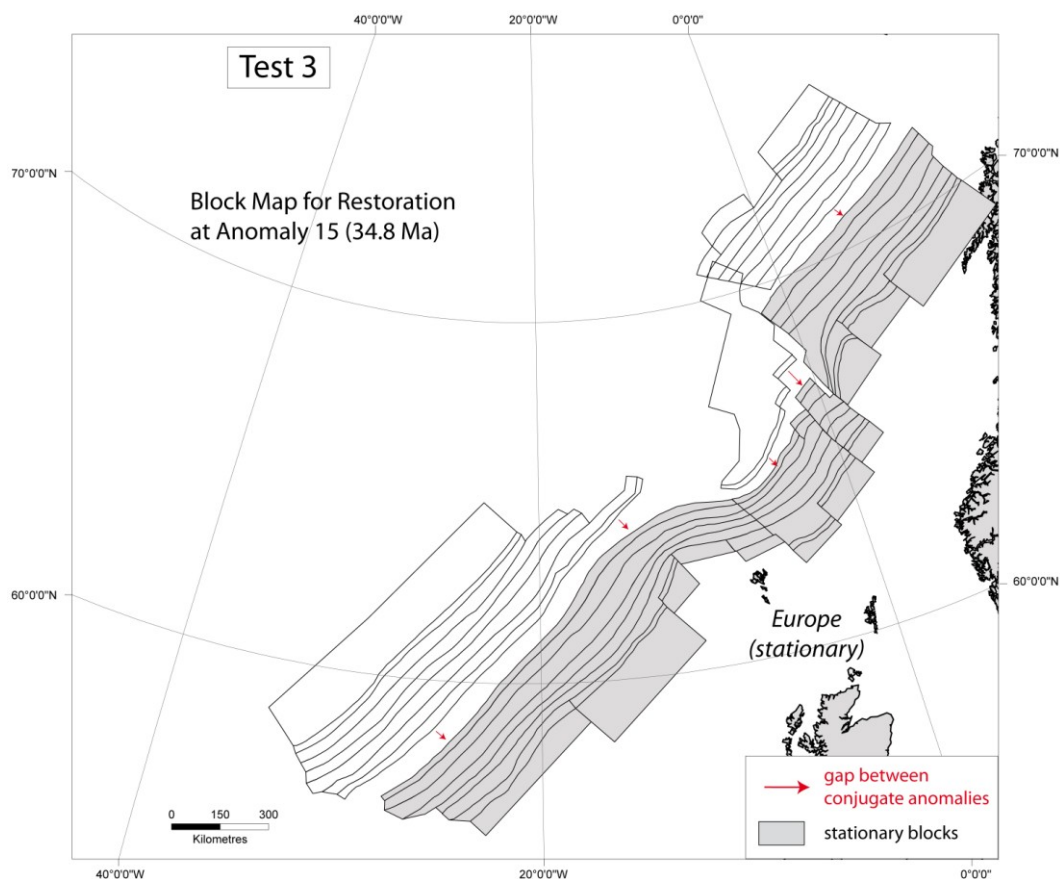 40°0'0"W 20°0'0"W 0°0'0"
Test 3
70°0'0"N
70°0'0"N
Block Map for Restoration
at Anomaly 15 (34.8 Ma)
60°0'0"N
60°0'0"N
Europe
(stationary)
gap between
conjugate anomalies
stationary blocks
0 150 300
Kilometres
40°0'0"W 20°0'0"W 0°0'0"